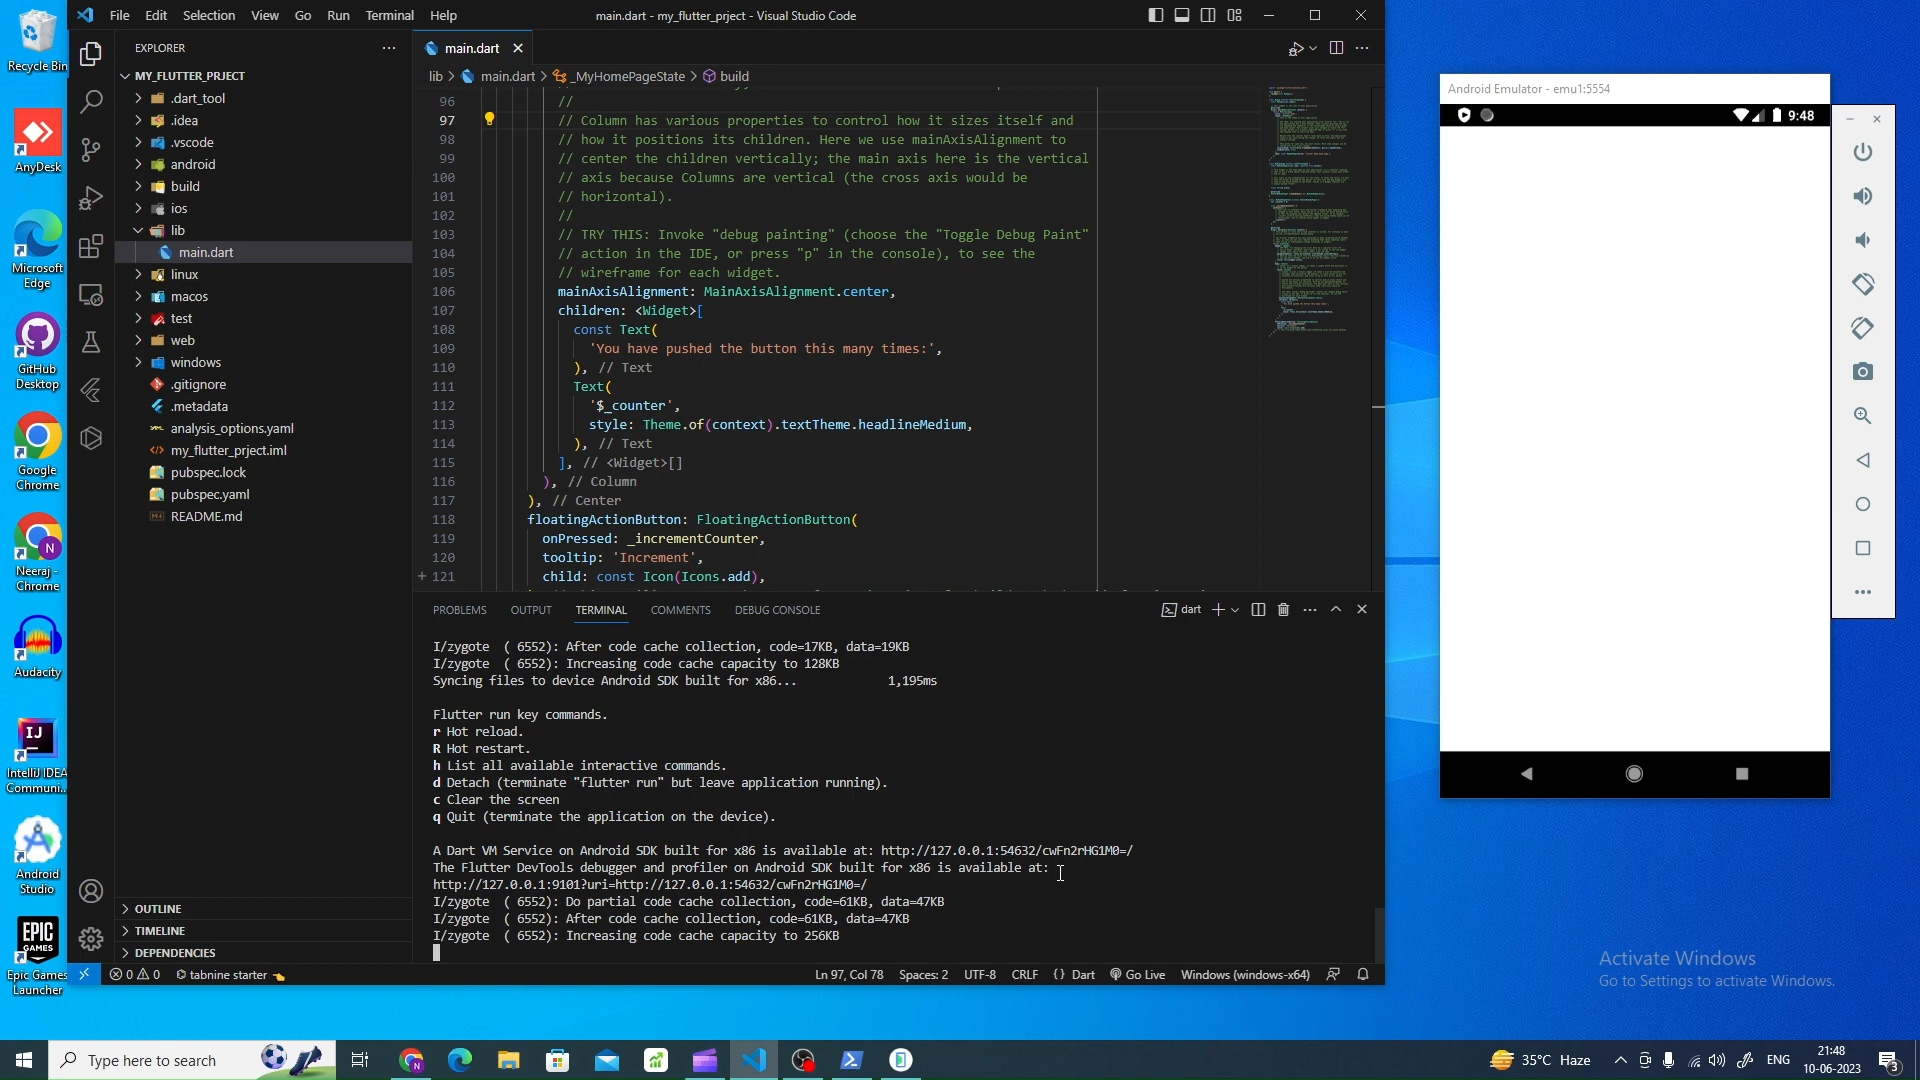 Recycle Bin
AnyDesk
Microsoft
Edge
GitHub
Desktop
Google
Chrome
Neeraj -
Chrome
Audacity
IntelliJ IDEA
Communi...
Android
Studio
Epic Games
Launcher
File Edit Selection View Go Run Terminal Help
main.dart - my_flutter_prject - Visual Studio Code
EXPLORER
MY_FLUTTER_PRJECT
.dart_tool
.idea
.vscode
android
build
ios
lib
main.dart
linux
macos
test
web
windows
.gitignore
.metadata
analysis_options.yaml
my_flutter_prject.iml
pubspec.lock
pubspec.yaml
README.md
OUTLINE
TIMELINE
DEPENDENCIES
main.dart
lib > main.dart > _MyHomePageState > build
96 //
97 // Column has various properties to control how it sizes itself and
98 // how it positions its children. Here we use mainAxisAlignment to
99 // center the children vertically; the main axis here is the vertical
100 // axis because Columns are vertical (the cross axis would be
101 // horizontal).
102 //
103 // TRY THIS: Invoke "debug painting" (choose the "Toggle Debug Paint"
104 // action in the IDE, or press "p" in the console), to see the
105 // wireframe for each widget.
106 mainAxisAlignment: MainAxisAlignment.center,
107 children: <Widget>[
108 const Text(
109 'You have pushed the button this many times:',
110 ), // Text
111 Text(
112 '$_counter',
113 style: Theme.of(context).textTheme.headlineMedium,
114 ), // Text
115 ], // <Widget>[]
116 ), // Column
117 ), // Center
118 floatingActionButton: FloatingActionButton(
119 onPressed: _incrementCounter,
120 tooltip: 'Increment',
121 child: const Icon(Icons.add),
PROBLEMS OUTPUT TERMINAL COMMENTS DEBUG CONSOLE
dart
I/zygote  ( 6552): After code cache collection, code=17KB, data=19KB
I/zygote  ( 6552): Increasing code cache capacity to 128KB
Syncing files to device Android SDK built for x86... 1,195ms
Flutter run key commands.
r Hot reload.
R Hot restart.
h List all available interactive commands.
d Detach (terminate "flutter run" but leave application running).
c Clear the screen
q Quit (terminate the application on the device).
A Dart VM Service on Android SDK built for x86 is available at: http://127.0.0.1:54632/cwFn2rHG1M0=/
The Flutter DevTools debugger and profiler on Android SDK built for x86 is available at:
http://127.0.0.1:9101?uri=http://127.0.0.1:54632/cwFn2rHG1M0=/
I/zygote  ( 6552): Do partial code cache collection, code=61KB, data=47KB
I/zygote  ( 6552): After code cache collection, code=61KB, data=47KB
I/zygote  ( 6552): Increasing code cache capacity to 256KB
0 0 tabnine starter
Ln 97, Col 78 Spaces: 2 UTF-8 CRLF {} Dart Go Live Windows (windows-x64)
Android Emulator - emu1:5554
9:48
Activate Windows
Go to Settings to activate Windows.
Type here to search
35°C Haze
ENG
21:48
10-06-2023
3